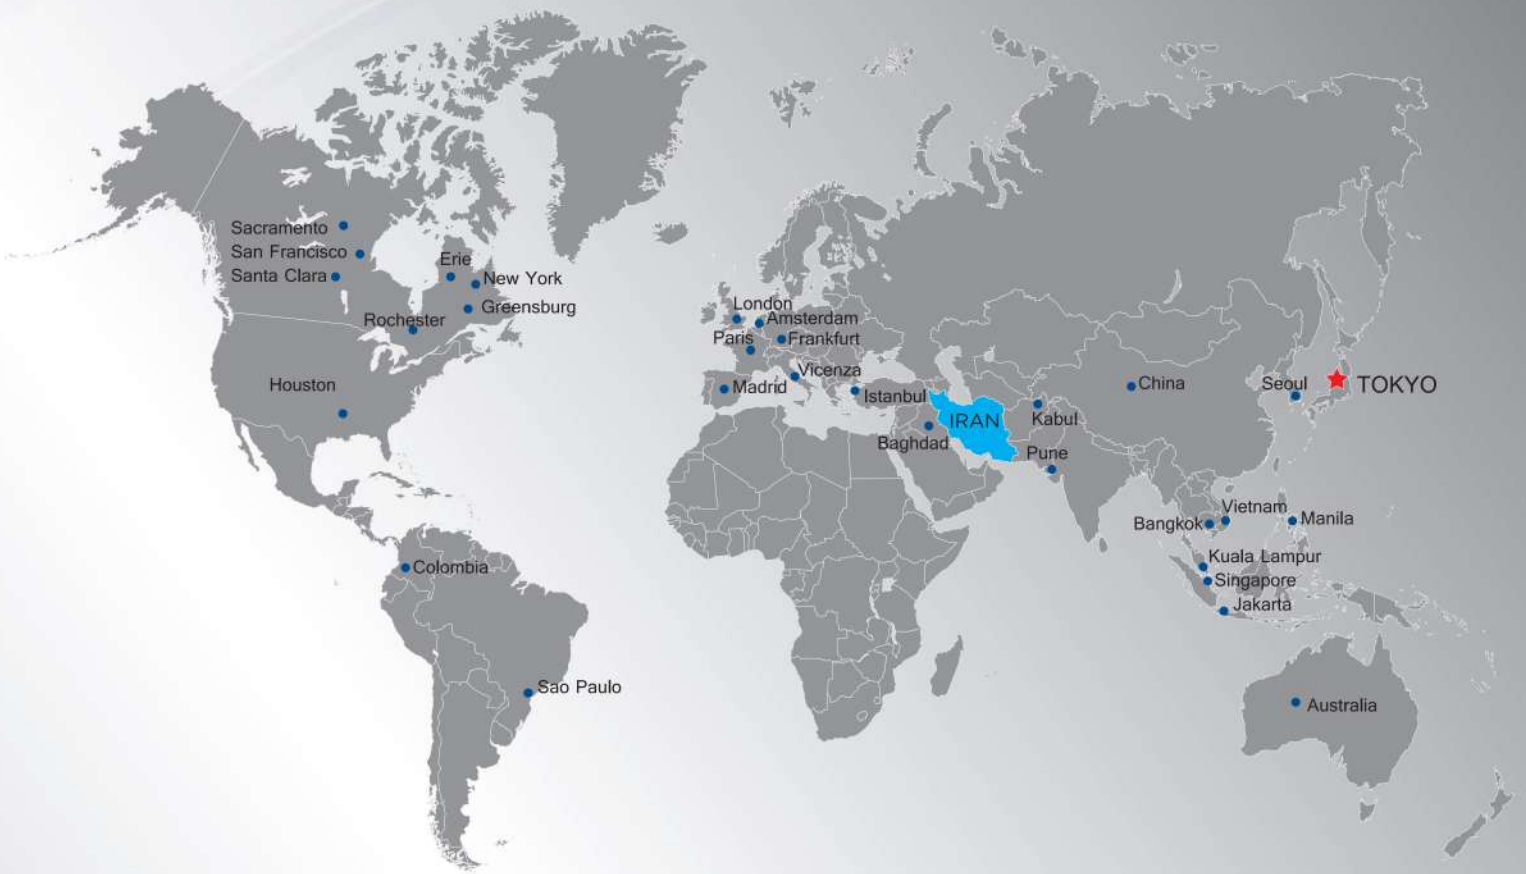 Sacramento
San Francisco
Santa Clara
Erie
New York
Greensburg
Rochester
Houston
London
Amsterdam
Paris
Frankfurt
Vicenza
Madrid
Istanbul
IRAN
Baghdad
Kabul
Pune
China
Seoul
TOKYO
Vietnam
Bangkok
Manila
Kuala Lampur
Singapore
Jakarta
Colombia
Sao Paulo
Australia